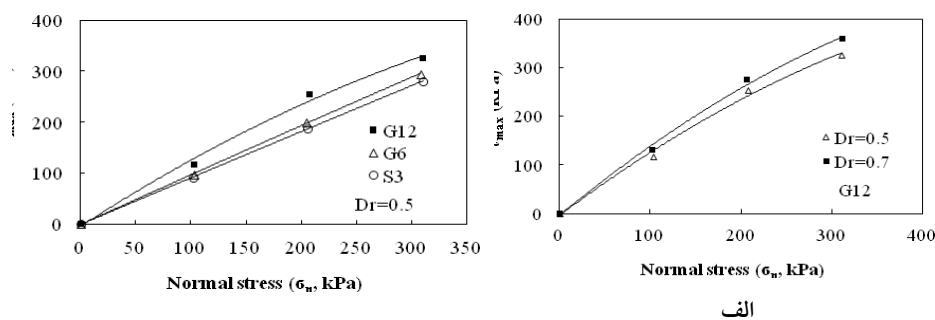 400
300
200
100
0
G12
G6
S3
Dr=0.5
0 50 100 150 200 250 300 350
Normal stress (σn, kPa)
400
300
200
100
0
Dr=0.5
Dr=0.7
G12
0 100 200 300 400
Normal stress (σn, kPa)
الف